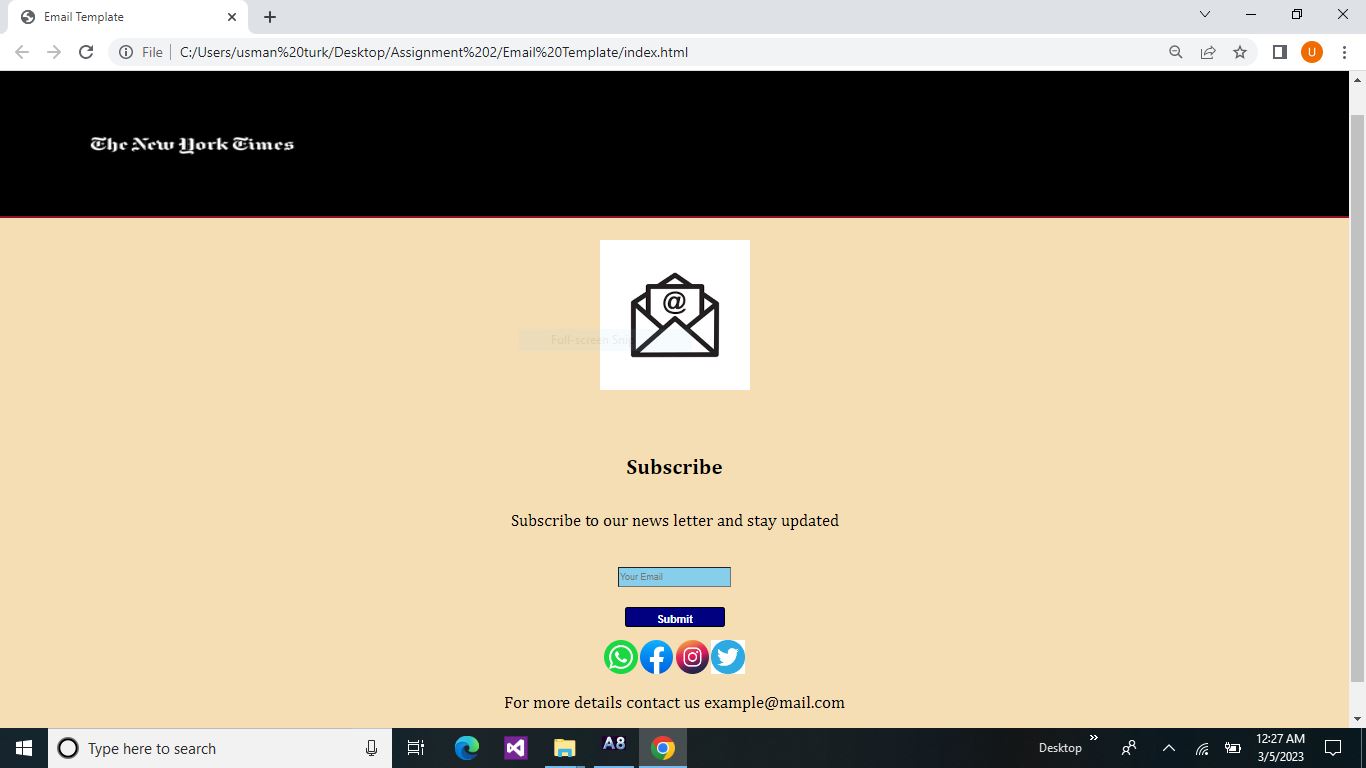 Email Template
File
C:/Users/usman%20turk/Desktop/Assignment%202/Email%20Template/index.html
U
The New York Times
@
Full-screen Snip
Subscribe
Subscribe to our news letter and stay updated
Your Email
Submit
For more details contact us example@mail.com
Type here to search
A8
Desktop
12:27 AM
3/5/2023